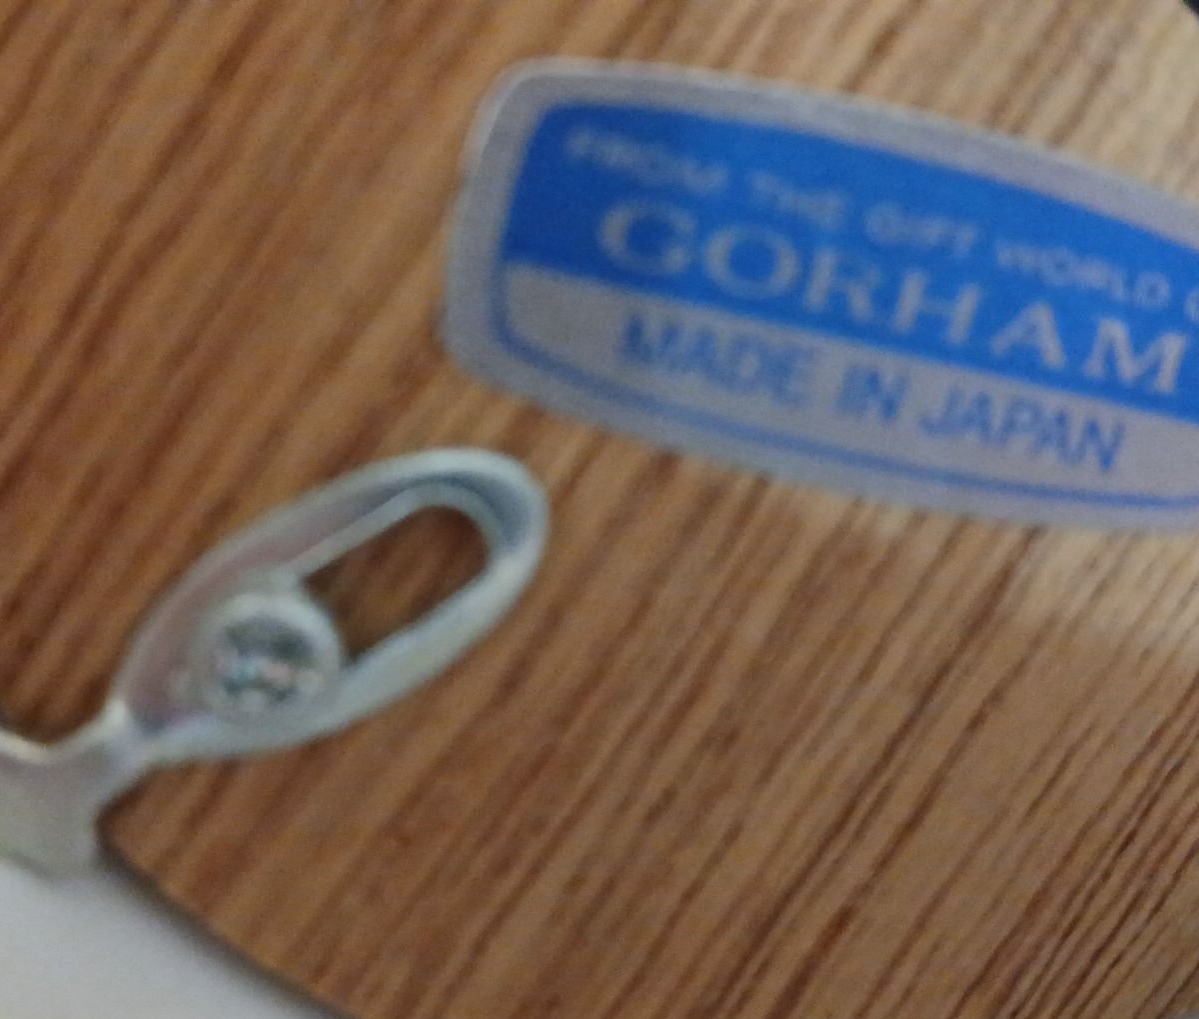 FROM THE GIFT WORLD
GORHAM
MADE IN JAPAN